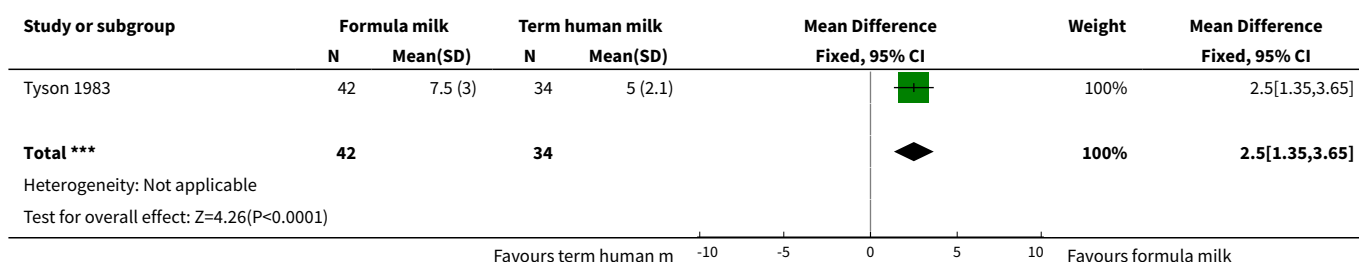 Study or subgroup Formula milk Term human milk Mean Difference Weight Mean Difference
N Mean(SD) N Mean(SD) Fixed, 95% CI Fixed, 95% CI
Tyson 1983 42 7.5 (3) 34 5 (2.1) 100% 2.5[1.35,3.65]
Total *** 42 34 100% 2.5[1.35,3.65]
Heterogeneity: Not applicable
Test for overall effect: Z=4.26(P<0.0001)
Favours term human m -10 -5 0 5 10 Favours formula milk